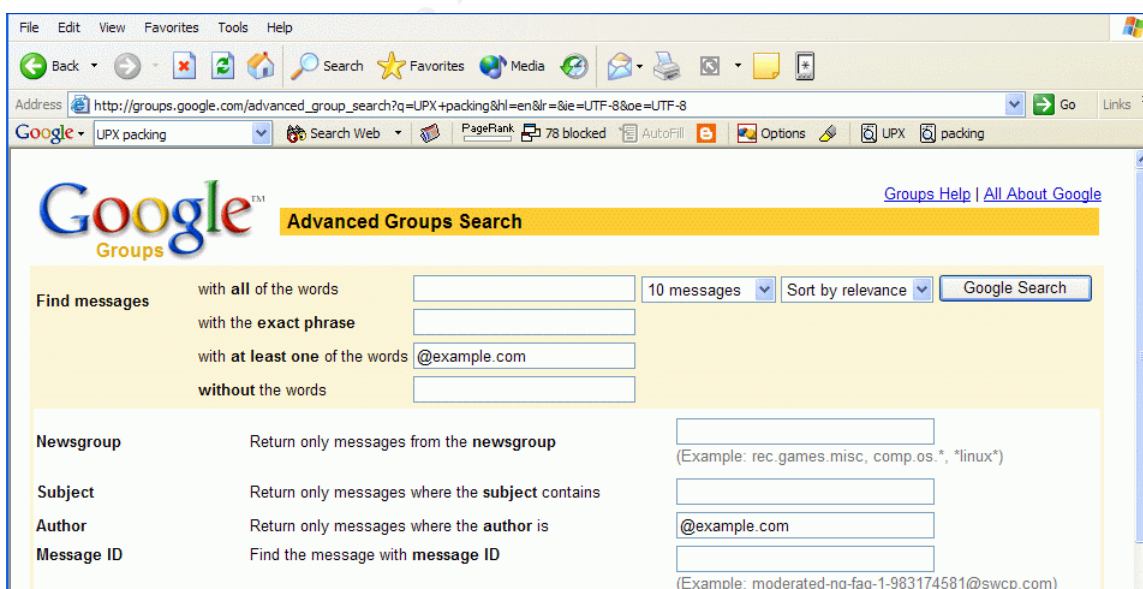 File Edit View Favorites Tools Help
Back Search Favorites Media
Address http://groups.google.com/advanced_group_search?q=UPX+packing&hl=en&lr=&ie=UTF-8&oe=UTF-8 Go Links
Google UPX packing Search Web PageRank 78 blocked AutoFill Options UPX packing
Google™ Groups Help | All About Google
Groups Advanced Groups Search
Find messages with all of the words 10 messages Sort by relevance Google Search
with the exact phrase
with at least one of the words @example.com
without the words
Newsgroup Return only messages from the newsgroup
(Example: rec.games.misc, comp.os.*, *linux*)
Subject Return only messages where the subject contains
Author Return only messages where the author is @example.com
Message ID Find the message with message ID
(Example: moderated-ng-faq-1-983174581@swcp.com)